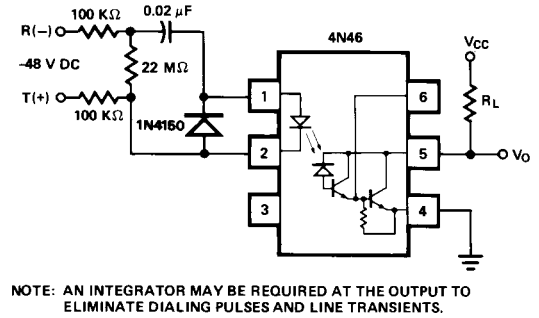 100 KΩ
0.02 µF
R(–)
-48 V DC
22 MΩ
T(+)
100 KΩ
1N4150
4N46
1
2
3
6
5
4
VCC
RL
VO
NOTE: AN INTEGRATOR MAY BE REQUIRED AT THE OUTPUT TO
ELIMINATE DIALING PULSES AND LINE TRANSIENTS.